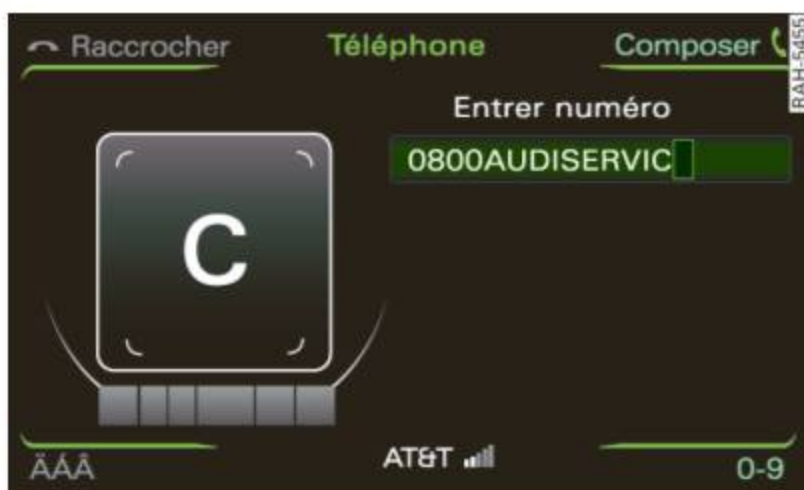 Raccrocher
Téléphone
Composer
RAH-5455
Entrer numéro
0800AUDISERVIC
C
ÄÁÂ
AT&T
0-9